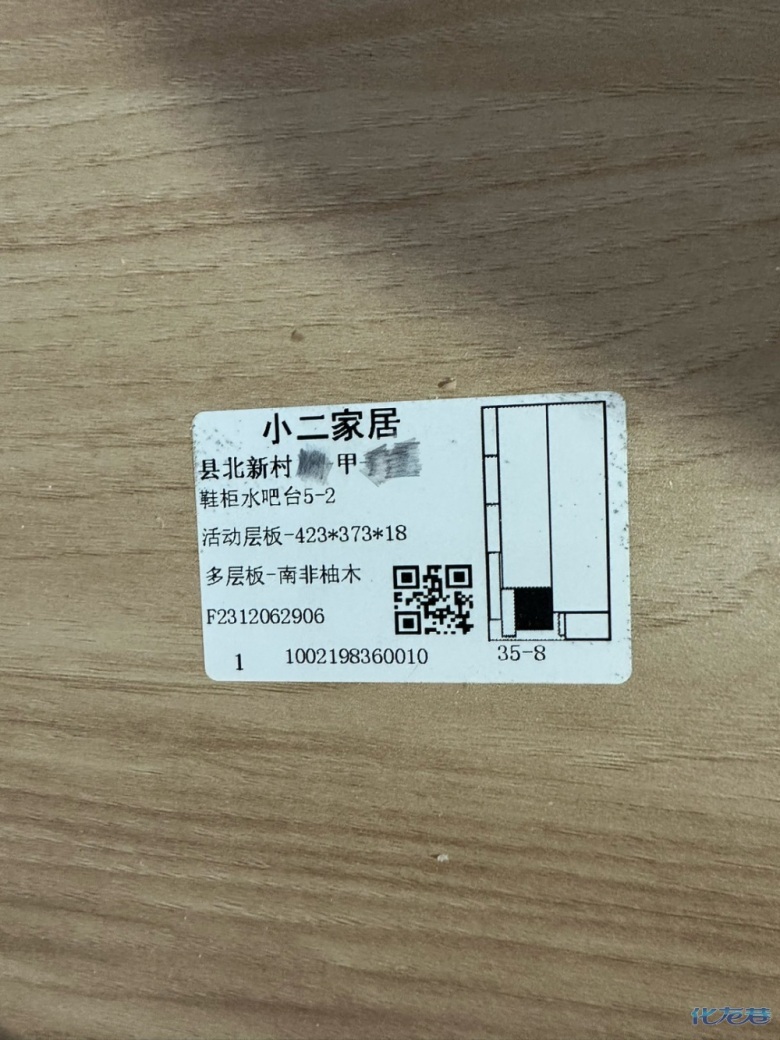 小二家居
县北新村 甲
鞋柜水吧台5-2
活动层板-423*373*18
多层板-南非柚木
F2312062906
1 1002198360010
35-8
化龙巷